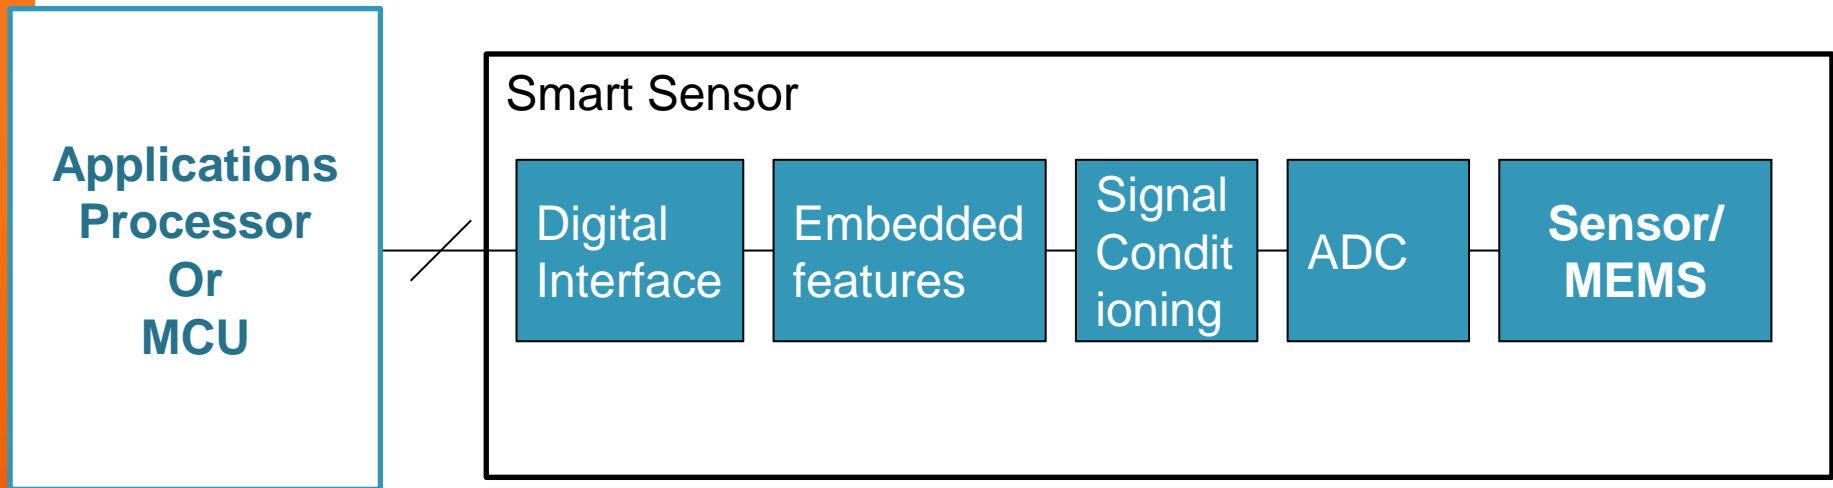 Applications
Processor
Or
MCU
Smart Sensor
Digital
Interface
Embedded
features
Signal
Condit
ioning
ADC
Sensor/
MEMS